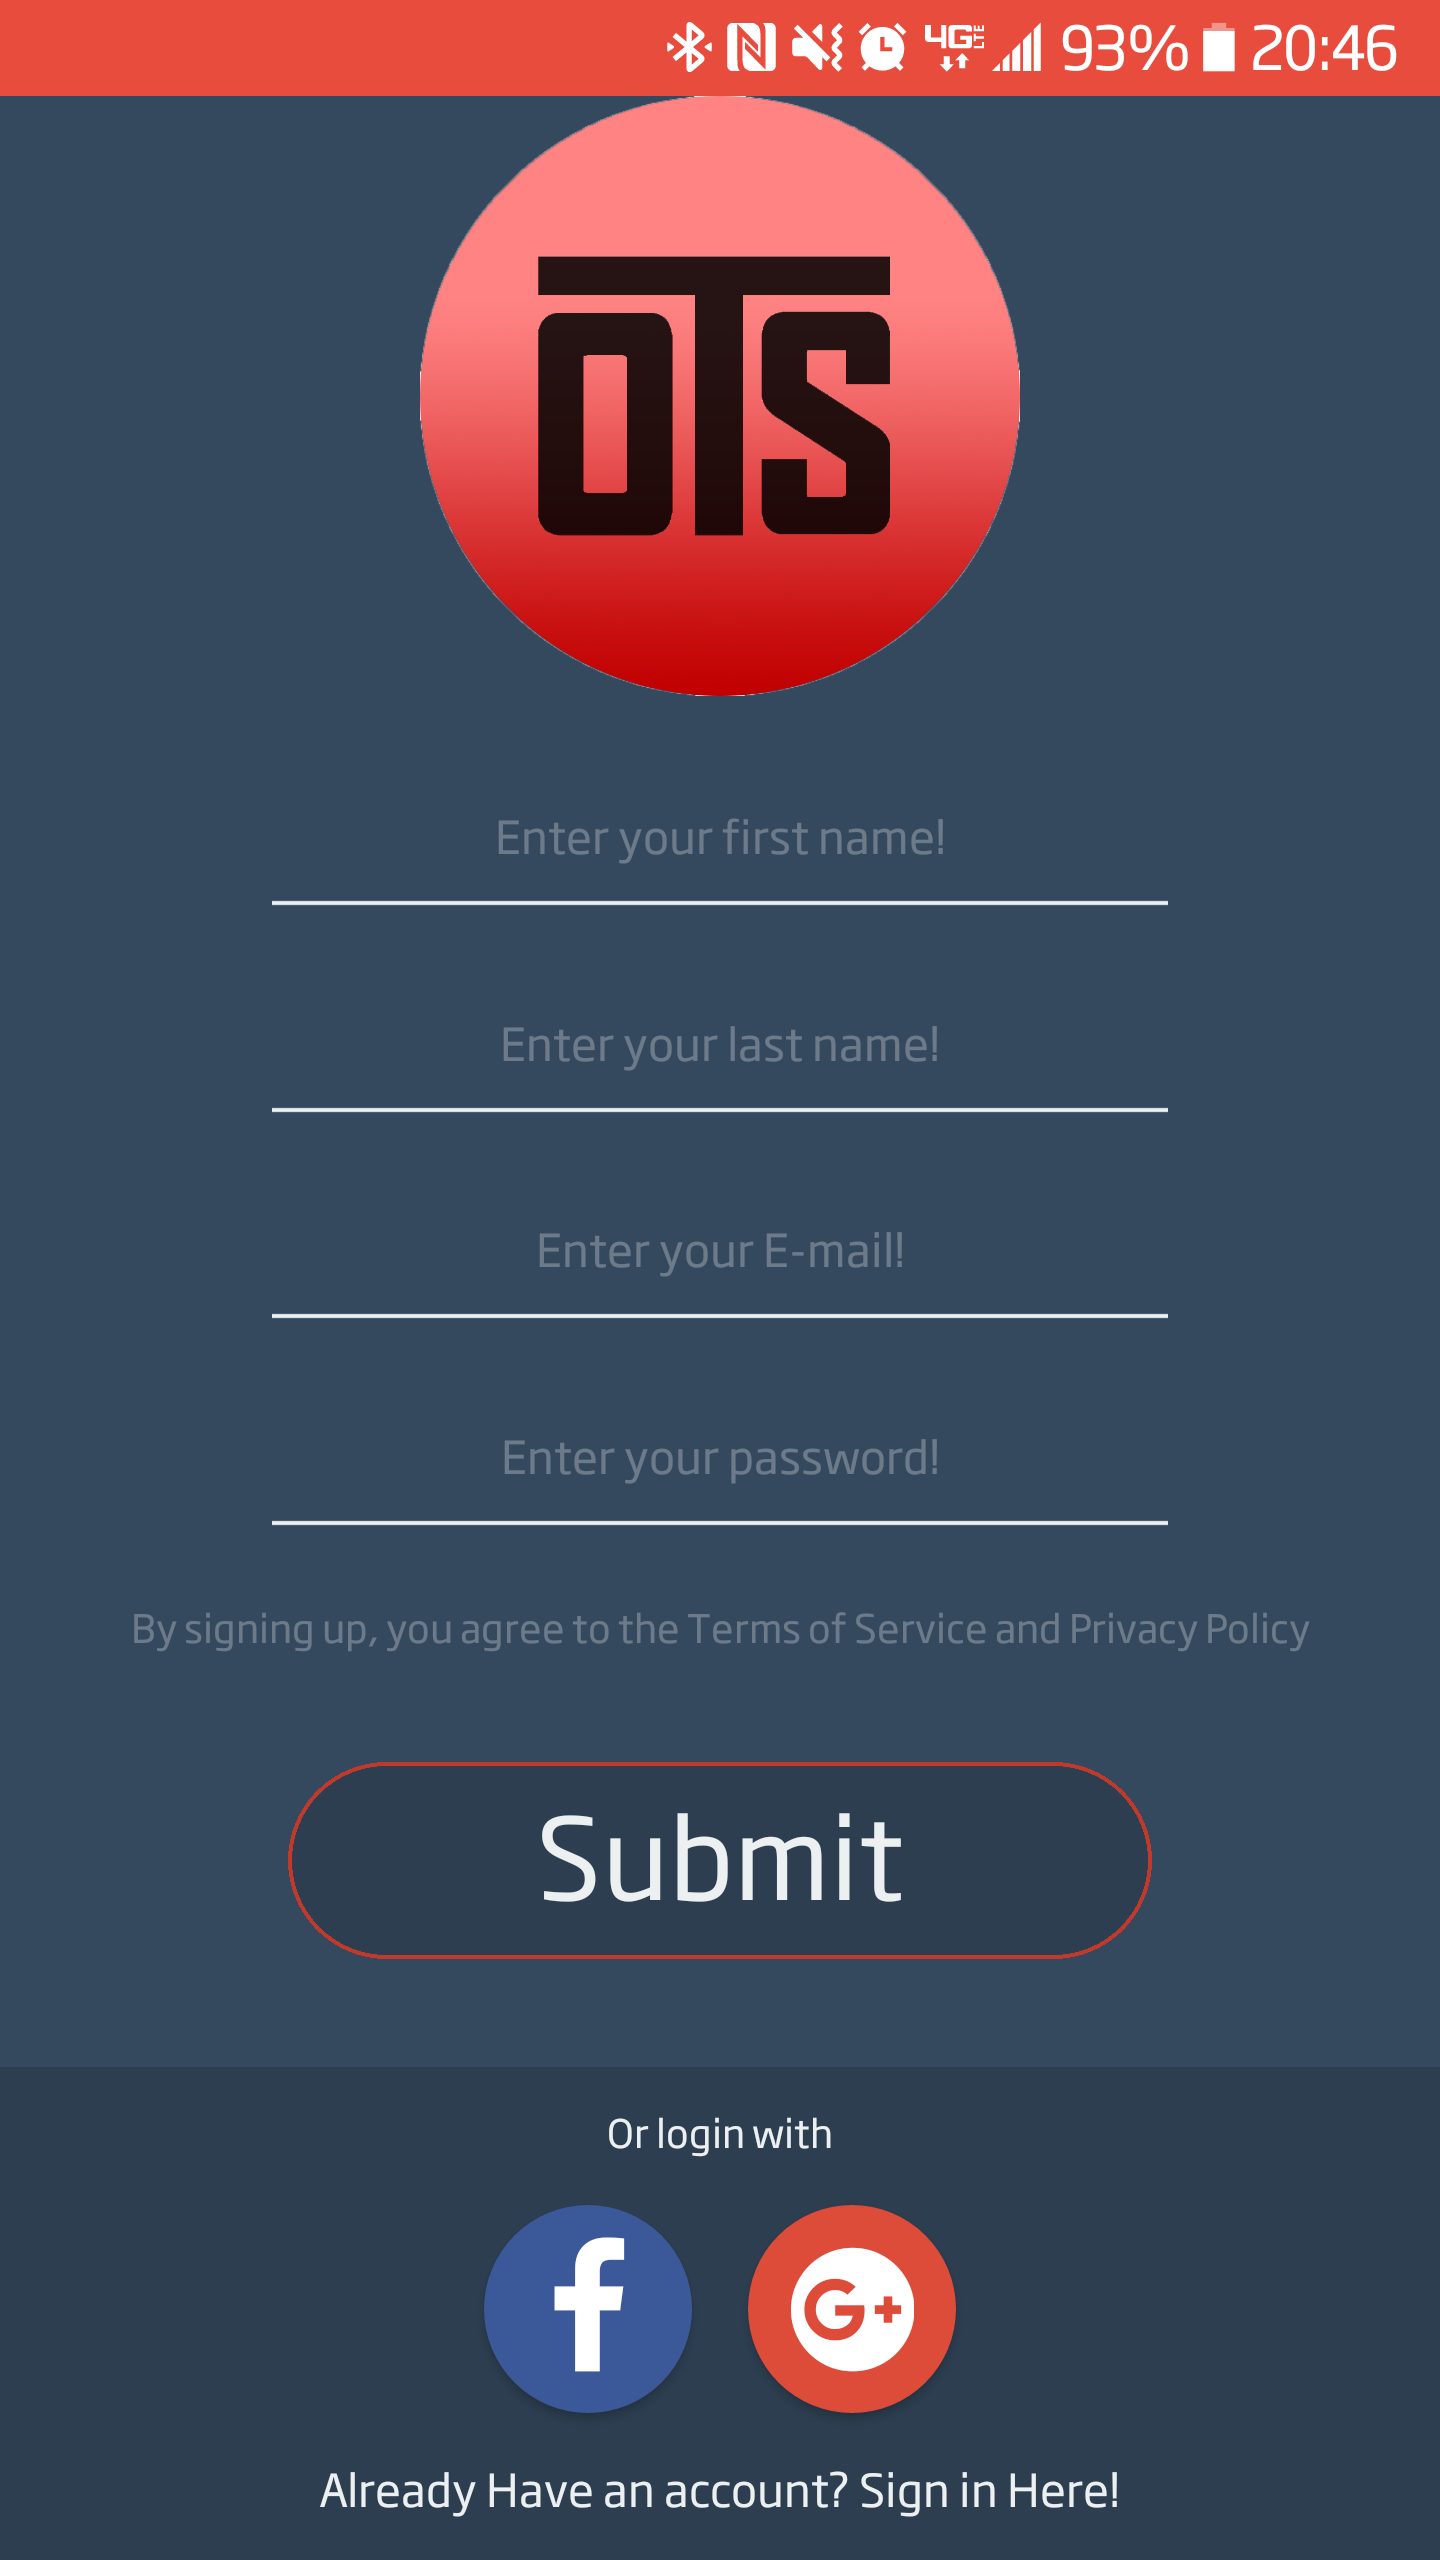 4G LTE 93% 20:46
OTS
Enter your first name!
Enter your last name!
Enter your E-mail!
Enter your password!
By signing up, you agree to the Terms of Service and Privacy Policy
Submit
Or login with
f G+
Already Have an account? Sign in Here!